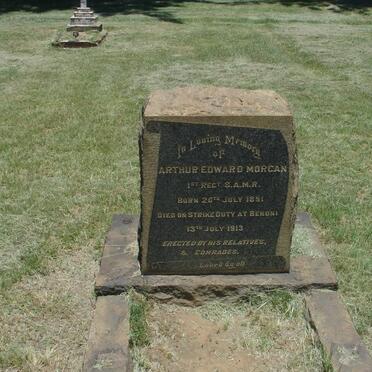 In Loving Memory
OF
ARTHUR EDWARD MORGAN
1ST REGT S.A.M.R.
BORN 26TH JULY 1891
DIED ON STRIKE DUTY AT BENONI
13TH JULY 1913
ERECTED BY HIS RELATIVES,
& COMRADES.